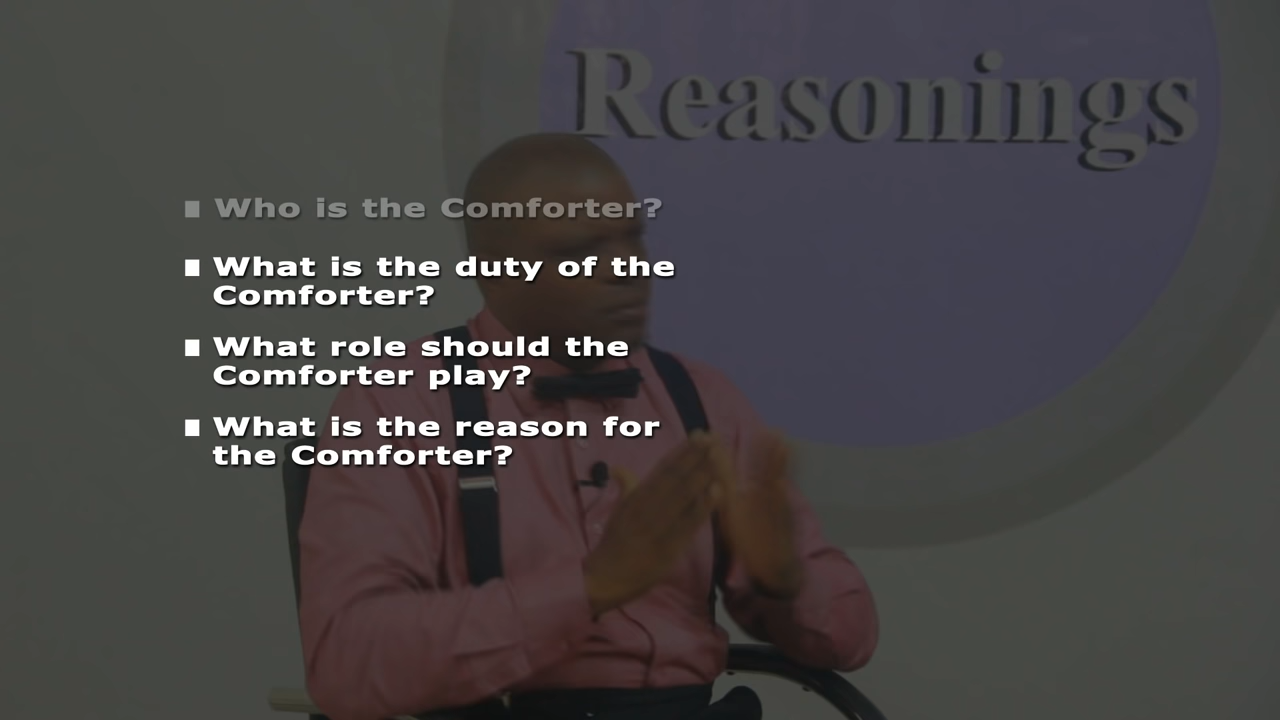 Reasonings
■ Who is the Comforter?
■ What is the duty of the
Comforter?
■ What role should the
Comforter play?
■ What is the reason for
the Comforter?